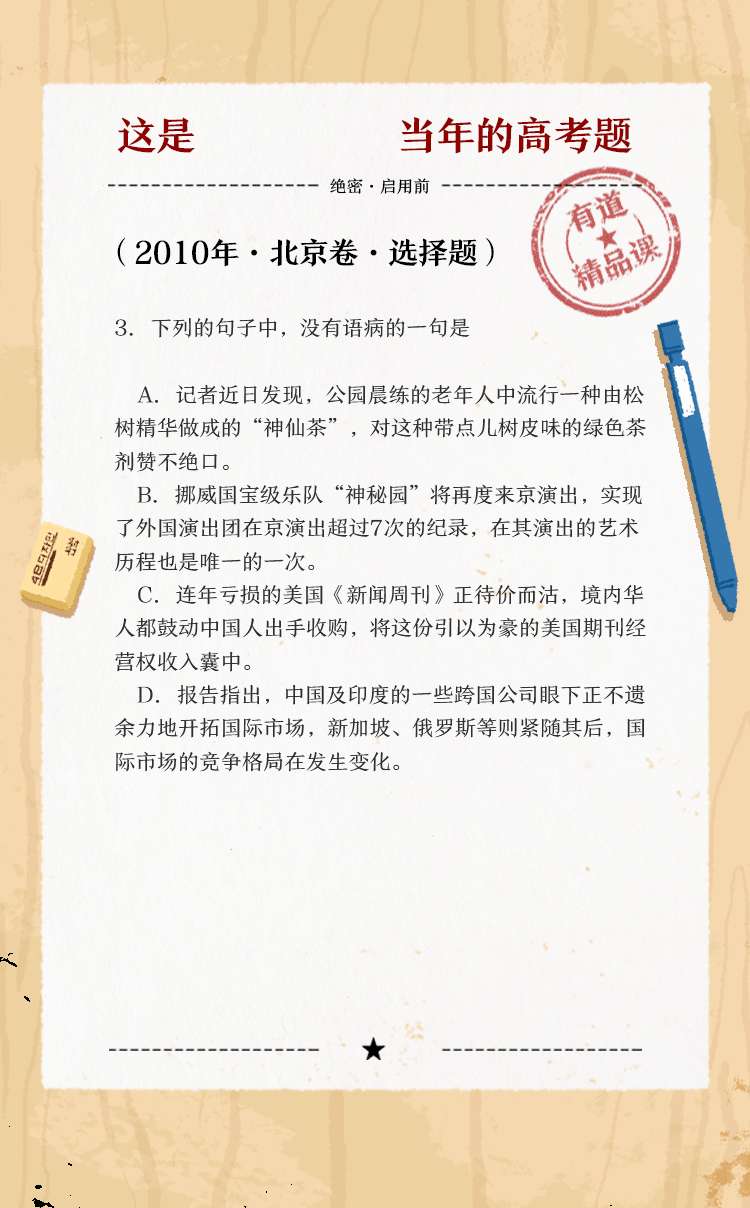 这是 当年的高考题
绝密·启用前
有道
精品课
（2010年·北京卷·选择题）
3. 下列的句子中，没有语病的一句是
A. 记者近日发现，公园晨练的老年人中流行一种由松
树精华做成的“神仙茶”，对这种带点儿树皮味的绿色茶
剂赞不绝口。
B. 挪威国宝级乐队“神秘园”将再度来京演出，实现
了外国演出团在京演出超过7次的纪录，在其演出的艺术
历程也是唯一的一次。
C. 连年亏损的美国《新闻周刊》正待价而沽，境内华
人都鼓动中国人出手收购，将这份引以为豪的美国期刊经
营权收入囊中。
D. 报告指出，中国及印度的一些跨国公司眼下正不遗
余力地开拓国际市场，新加坡、俄罗斯等则紧随其后，国
际市场的竞争格局在发生变化。